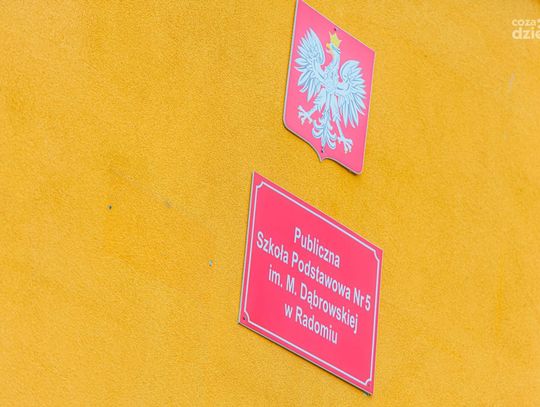 Publiczna
Szkoła Podstawowa Nr 5
im. M. Dąbrowskiej
w Radomiu